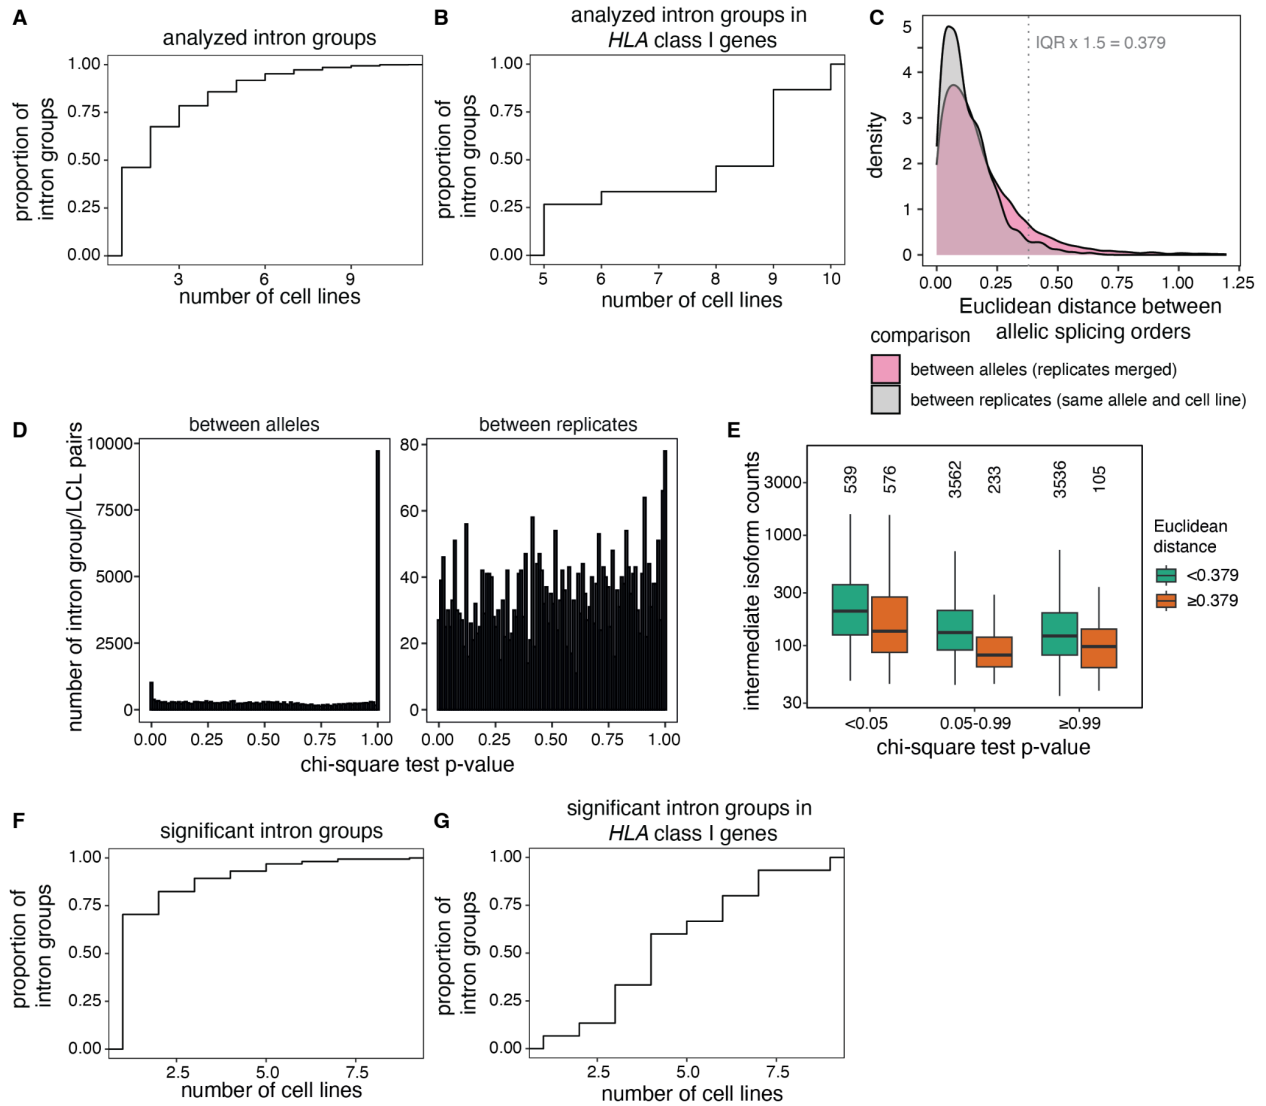 A
analyzed intron groups
proportion of
intron groups
1.00
0.75
0.50
0.25
0.00
3
6
9
number of cell lines
B
analyzed intron groups in
HLA class I genes
proportion of
intron groups
1.00
0.75
0.50
0.25
0.00
5
6
7
8
9
10
number of cell lines
C
IQR x 1.5 = 0.379
density
5
4
3
2
1
0
0.00
0.25
0.50
0.75
1.00
1.25
Euclidean distance between
allelic splicing orders
comparison
between alleles (replicates merged)
between replicates (same allele and cell line)
D
between alleles
between replicates
number of intron group/LCL pairs
10000
7500
5000
2500
0
0.00
0.25
0.50
0.75
1.00
80
60
40
20
0
0.00
0.25
0.50
0.75
1.00
chi-square test p-value
E
intermediate isoform counts
3000
1000
300
100
30
539
576
3562
233
3536
105
<0.05
0.05-0.99
≥0.99
chi-square test p-value
Euclidean
distance
<0.379
≥0.379
F
significant intron groups
proportion of
intron groups
1.00
0.75
0.50
0.25
0.00
2.5
5.0
7.5
number of cell lines
G
significant intron groups in
HLA class I genes
proportion of
intron groups
1.00
0.75
0.50
0.25
0.00
2.5
5.0
7.5
number of cell lines